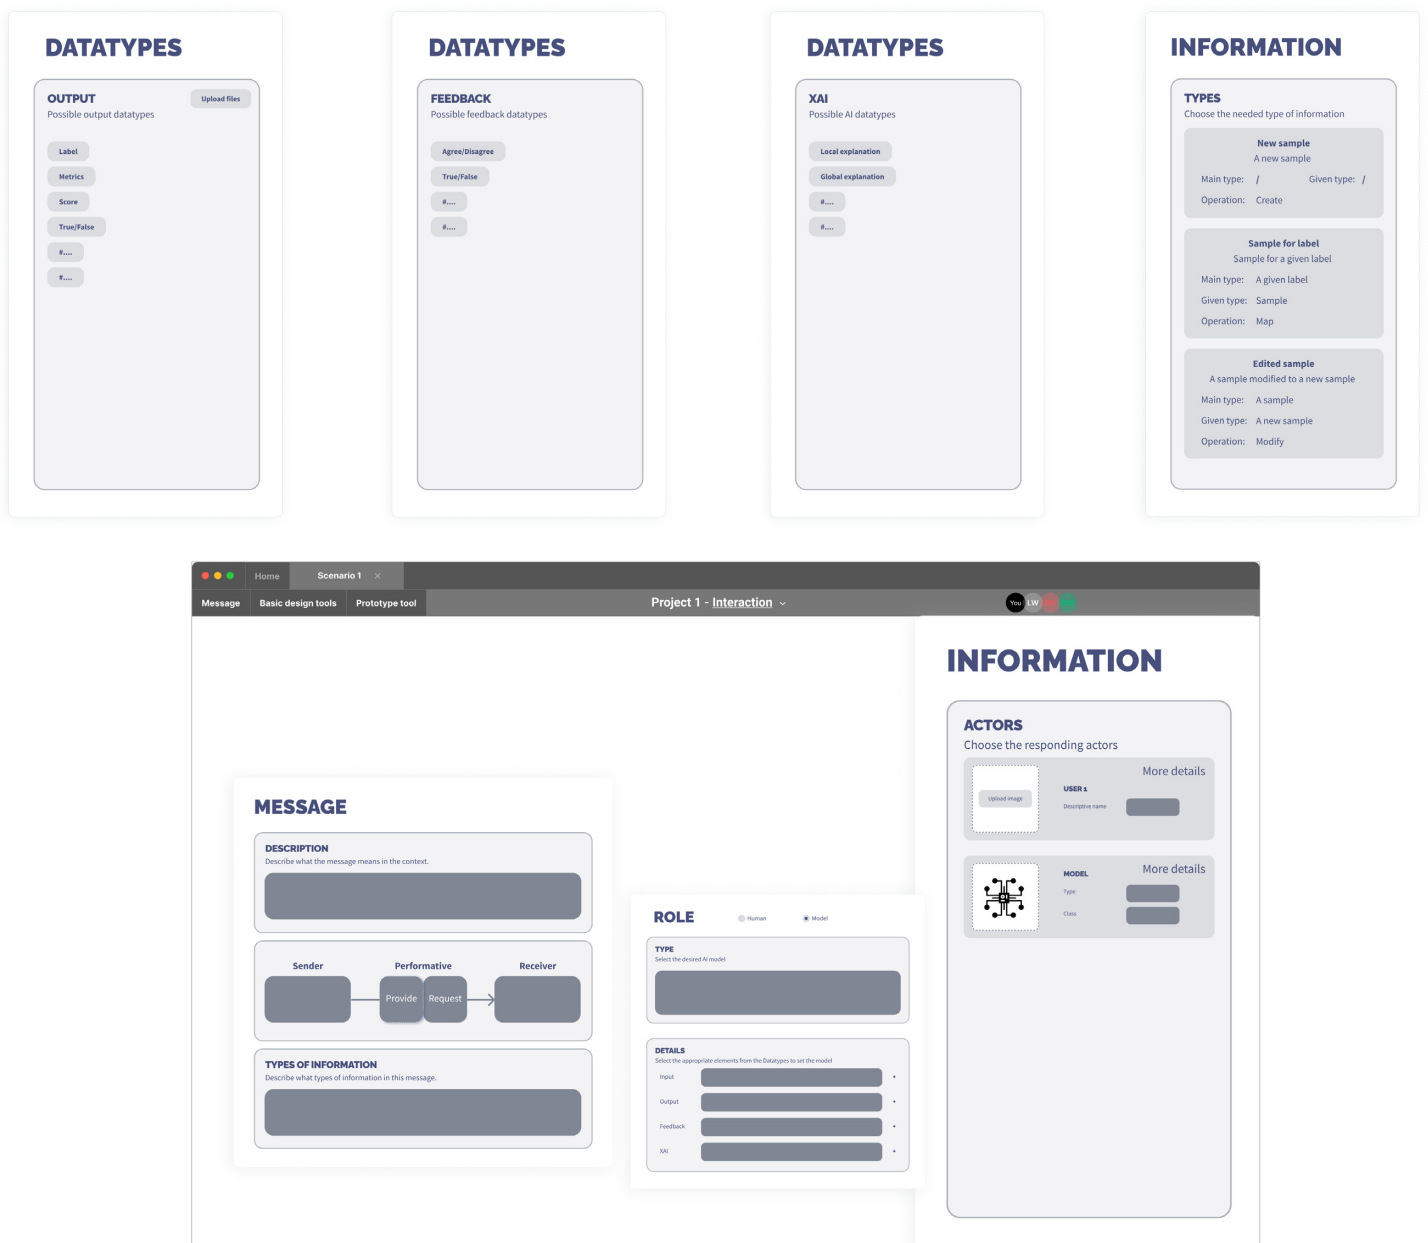 DATATYPES
OUTPUT
Upload files
Possible output datatypes
Label
Metrics
Score
True/False
#....
#....
DATATYPES
FEEDBACK
Possible feedback datatypes
Agree/Disagree
True/False
#....
#....
DATATYPES
XAI
Possible AI datatypes
Local explanation
Global explanation
#....
#....
INFORMATION
TYPES
Choose the needed type of information
New sample
A new sample
Main type: / Given type: /
Operation: Create
Sample for label
Sample for a given label
Main type: A given label
Given type: Sample
Operation: Map
Edited sample
A sample modified to a new sample
Main type: A sample
Given type: A new sample
Operation: Modify
Home Scenario 1 ×
Message Basic design tools Prototype tool Project 1 - Interaction You LW
MESSAGE
DESCRIPTION
Describe what the message means in the context.
Sender Performative Receiver
Provide Request
TYPES OF INFORMATION
Describe what types of information in this message.
ROLE Human Model
TYPE
Select the desired AI model
DETAILS
Select the appropriate elements from the Datatypes to set the model
Input +
Output +
Feedback +
XAI +
INFORMATION
ACTORS
Choose the responding actors
More details
Upload image
USER 1
Descriptive name
More details
MODEL
Type
Class